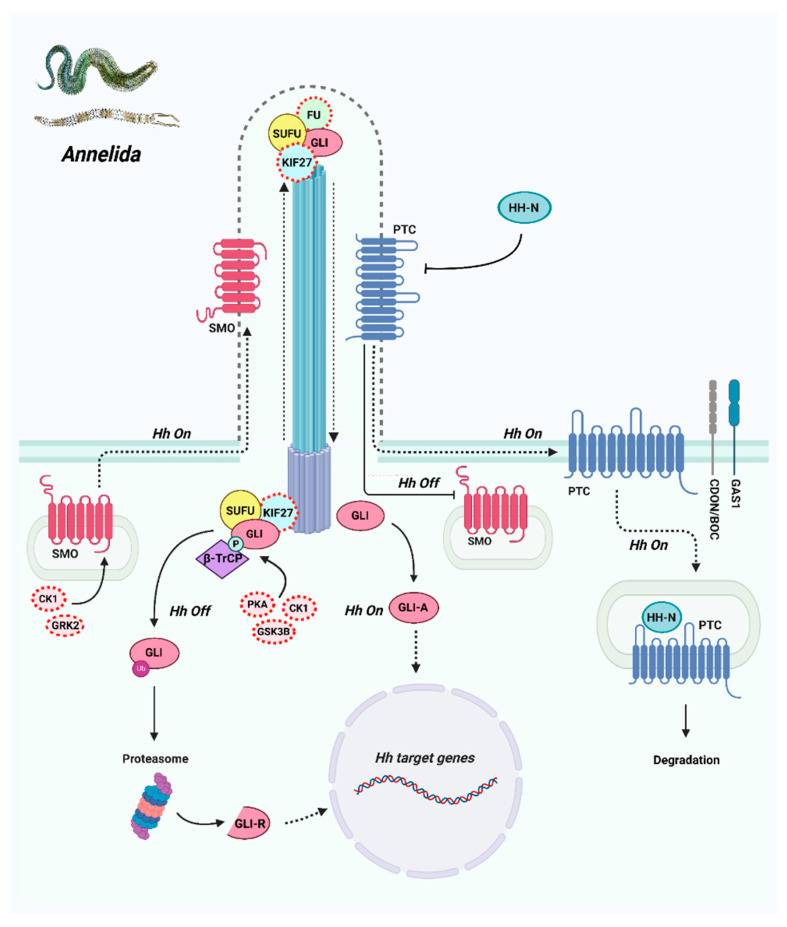 Annelida
FU
SUFU
GLI
KIF27
PTC
HH-N
SMO
Hh On
Hh On
Hh Off
PTC
CDON/BOC
GAS1
SMO
SUFU
KIF27
GLI
P
β-TrCP
GLI
SMO
Hh On
CK1
GRK2
Hh Off
PKA
CK1
GSK3B
Hh On
GLI-A
HH-N
PTC
GLI
Ub
Proteasome
Hh target genes
Degradation
GLI-R